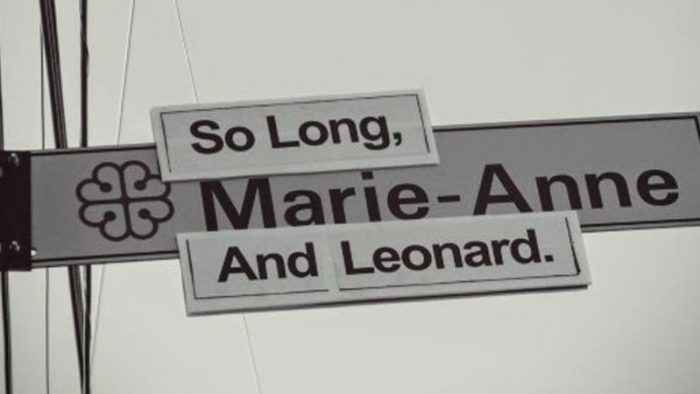 So Long,
Marie-Anne
And Leonard.